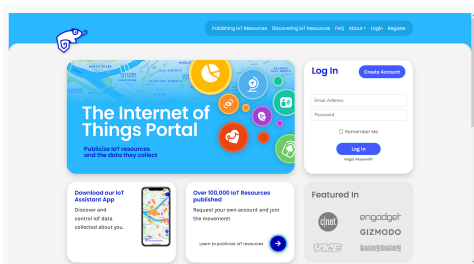 Publishing IoT Resources Discovering IoT Resources FAQ About Login Register
The Internet of
Things Portal
Publicize IoT resources
and the data they collect
Log In
Create Account
Email Address
Password
Remember Me
Log In
Forgot Password?
Download our IoT
Assistant App
Discover and
control IoT data
collected about you.
Over 100,000 IoT Resources
published
Request your own account and join
the movement!
Learn to publicize IoT resources
Featured In
c|net
engadget
GIZMODO
VICE
boingboing